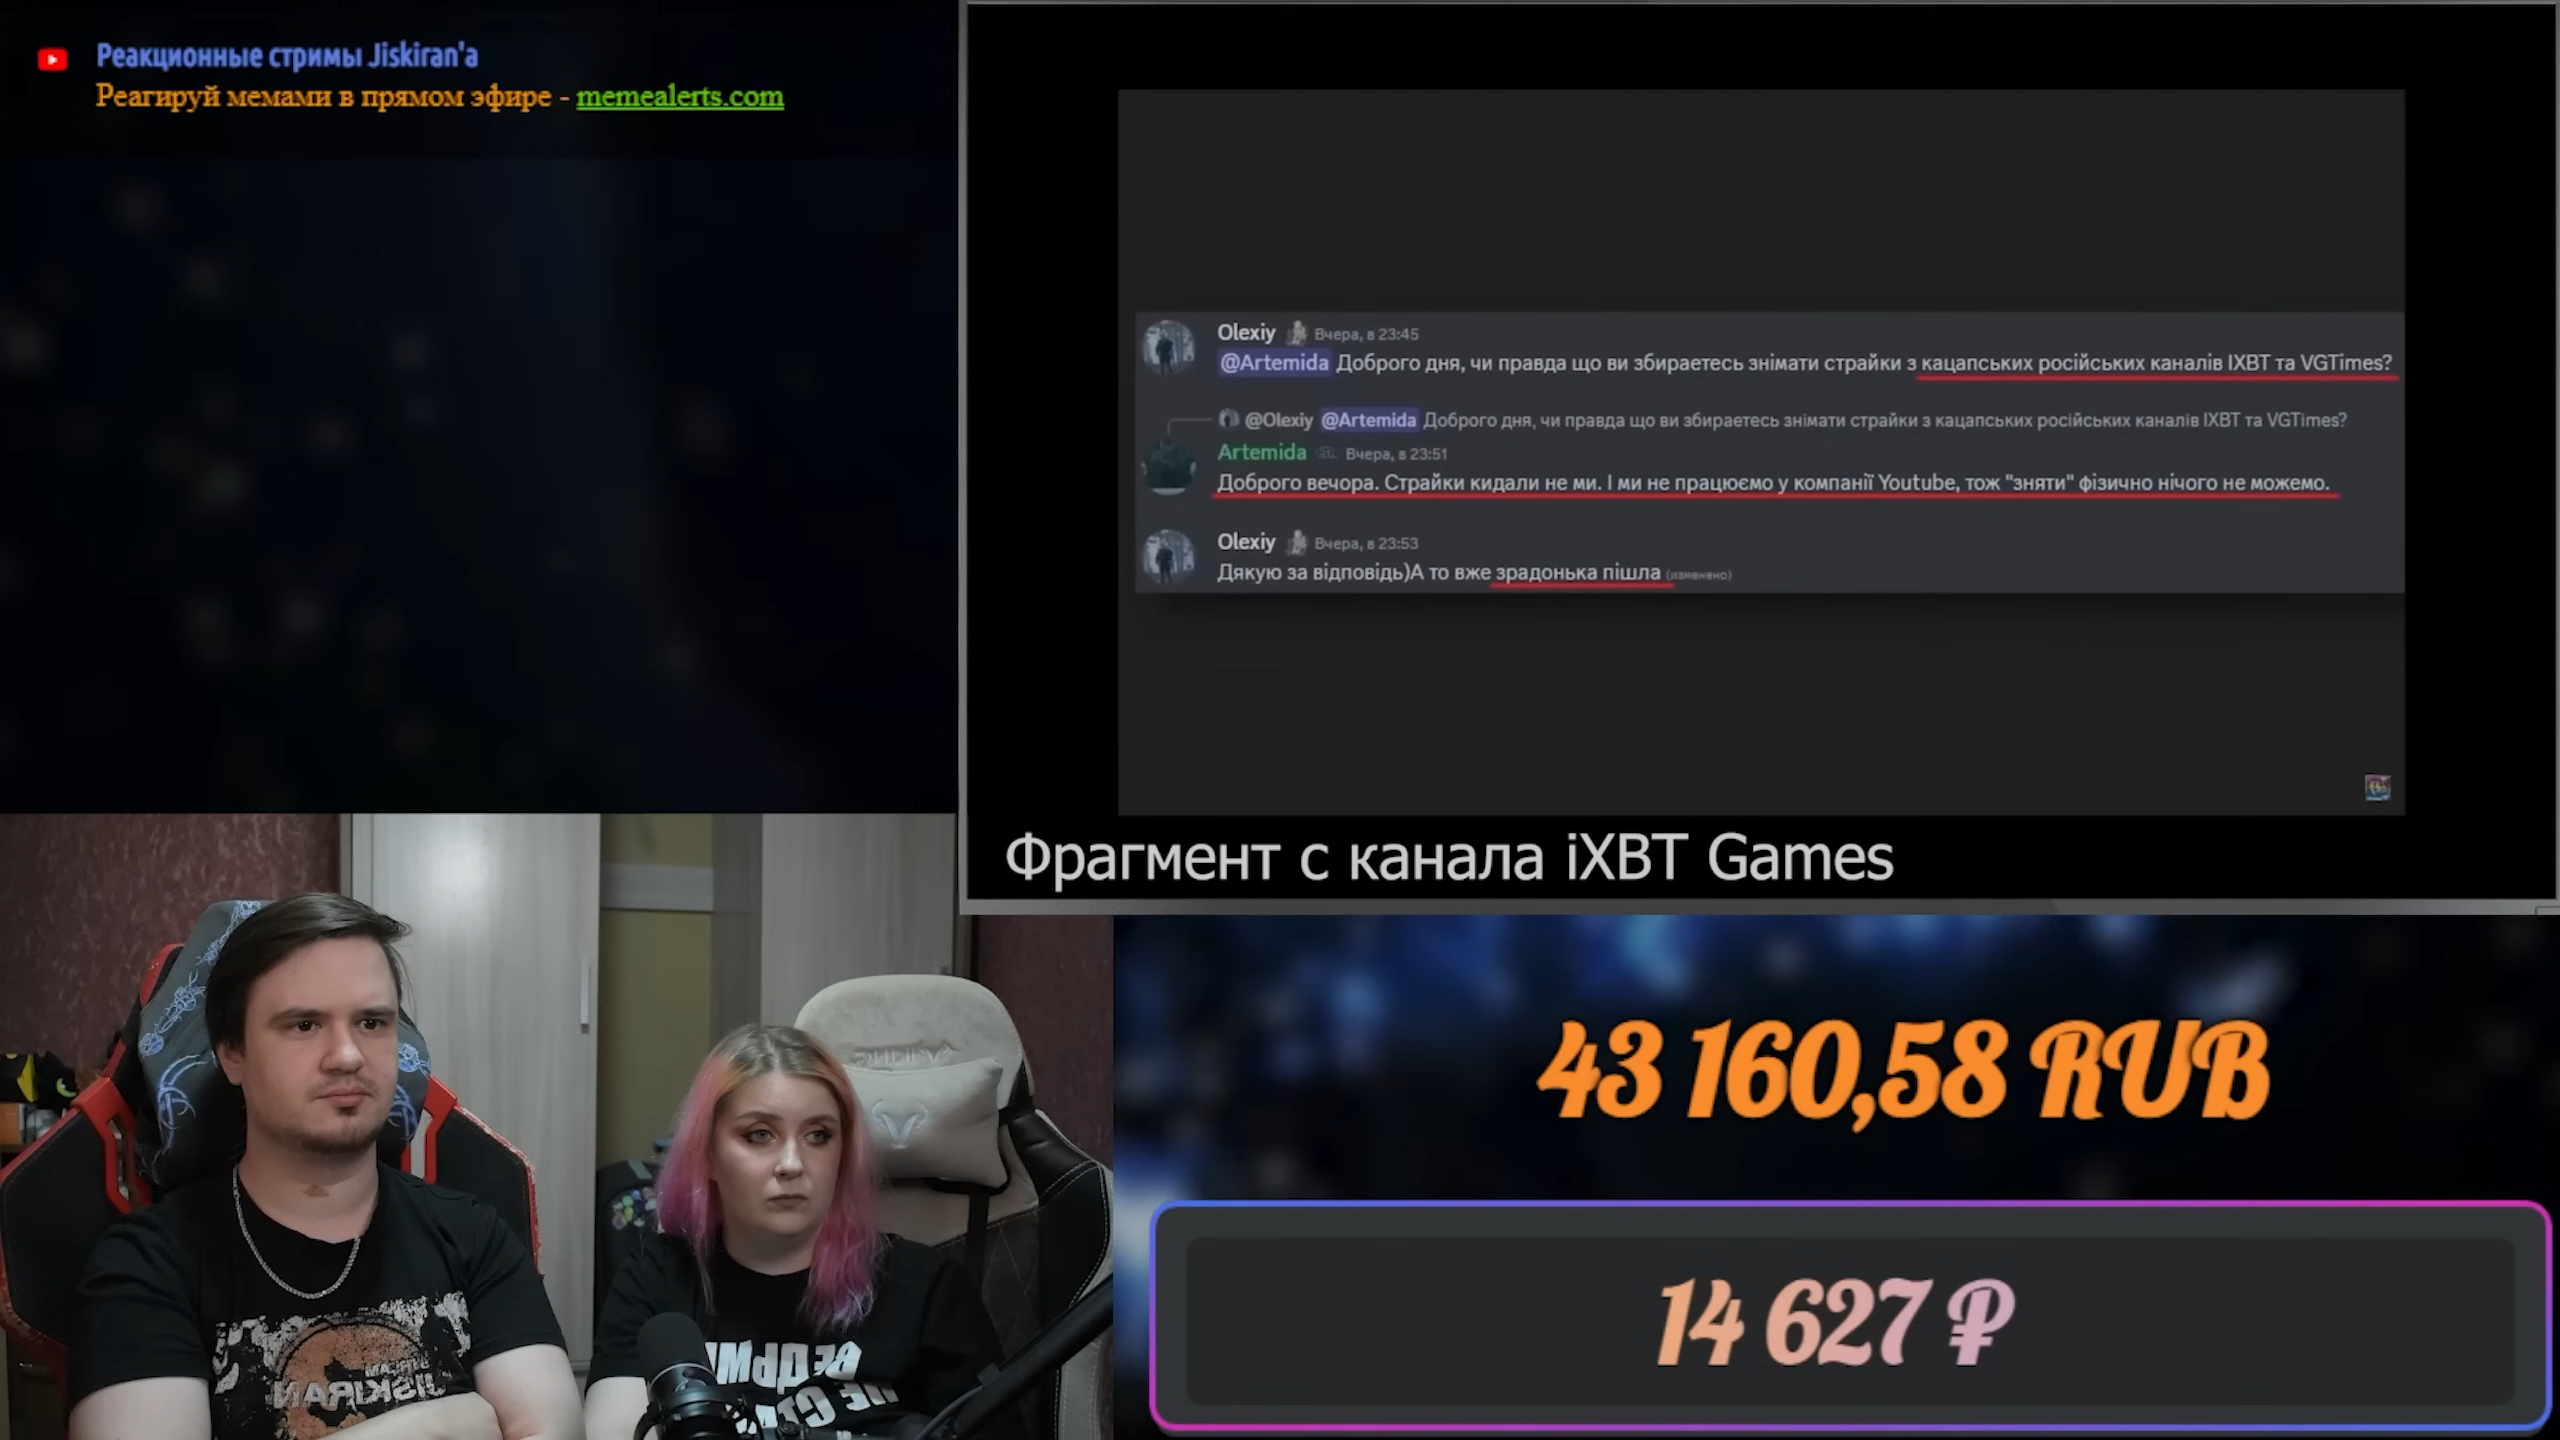 Реакционные стримы Jiskiran'a
Реагируй мемами в прямом эфире - memealerts.com
Olexiy Вчера, в 23:45
@Artemida Доброго дня, чи правда що ви збираетесь знімати страйки з кацапських російських каналів IXBT та VGTimes?
@Olexiy @Artemida Доброго дня, чи правда що ви збираетесь знімати страйки з кацапських російських каналів IXBT та VGTimes?
Artemida Вчера, в 23:51
Доброго вечора. Страйки кидали не ми. І ми не працюємо у компанії Youtube, тож "зняти" фізично нічого не можемо.
Olexiy Вчера, в 23:53
Дякую за відповідь)А то вже зрадонька пішла (изменено)
Фрагмент с канала iXBT Games
43 160,58 RUB
14 627 ₽
JISKIRAN
ВЕДРЫМ